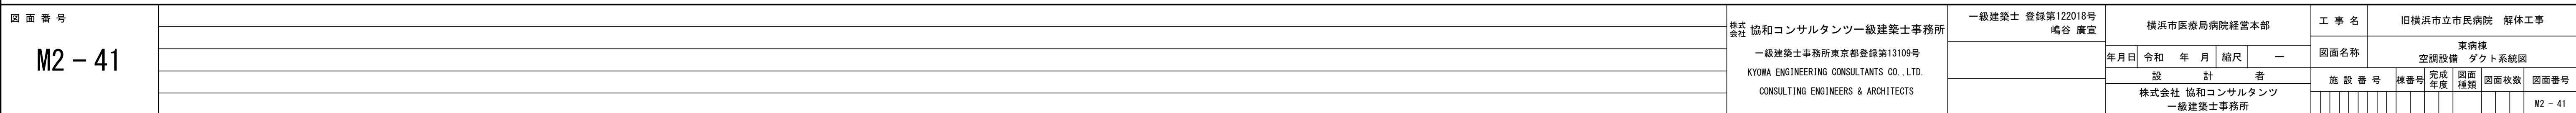 図面番号
M2-41
株式会社 協和コンサルタンツ一級建築士事務所
一級建築士事務所東京都登録第13109号
KYOWA ENGINEERING CONSULTANTS CO.,LTD.
CONSULTING ENGINEERS & ARCHITECTS
一級建築士 登録第122018号
嶋谷 廣宣
横浜市医療局病院経営本部
年月日 令和 年 月 縮尺 ―
設計者
株式会社 協和コンサルタンツ
一級建築士事務所
工事名 旧横浜市立市民病院 解体工事
図面名称 東病棟
空調設備 ダクト系統図
施設番号 棟番号 完成年度 図面種類 図面枚数 図面番号
M2 - 41